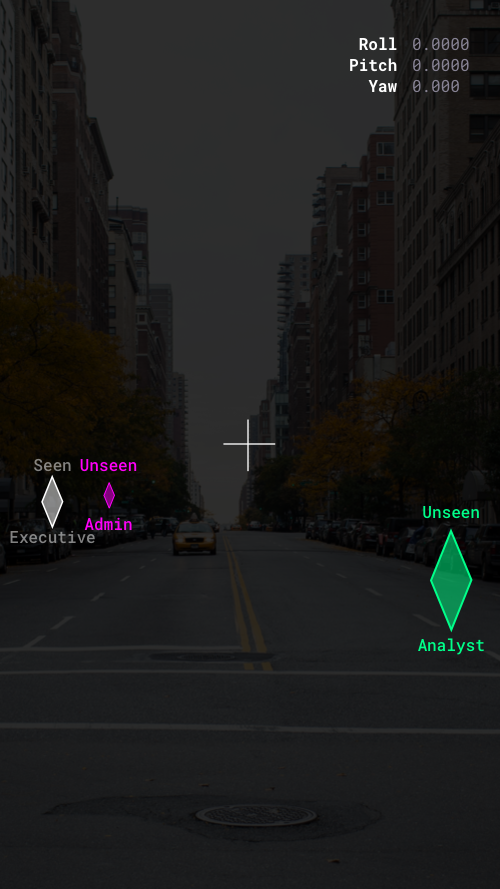 Roll 0.0000
Pitch 0.0000
Yaw 0.000
Seen Unseen
Admin
Executive
Unseen
Analyst